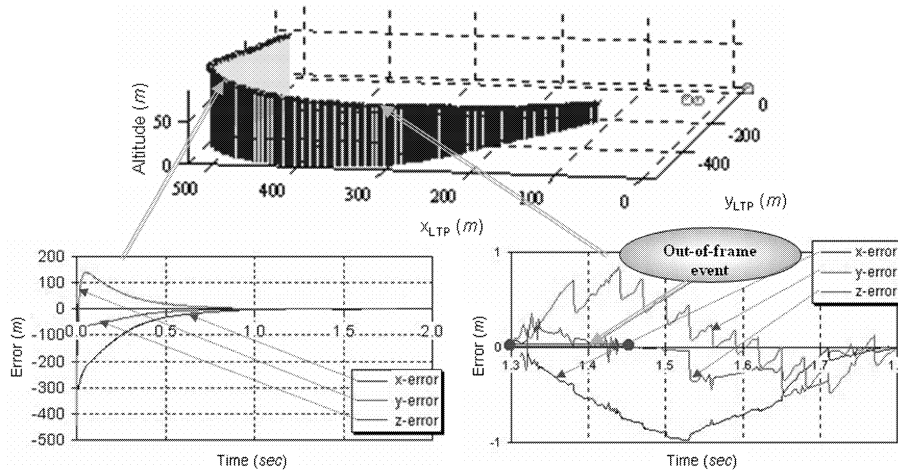 Altitude (m)
50
0
500
400
300
200
100
0
0
-200
-400
xLTP (m)
yLTP (m)
Out-of-frame
event
200
100
0
-100
-200
-300
-400
-500
0.0
0.5
1.0
1.5
2.0
Error (m)
Time (sec)
x-error
y-error
z-error
1
0
-1
1.3
1.4
1.5
1.6
1.7
Error (m)
Time (sec)
x-error
y-error
z-error